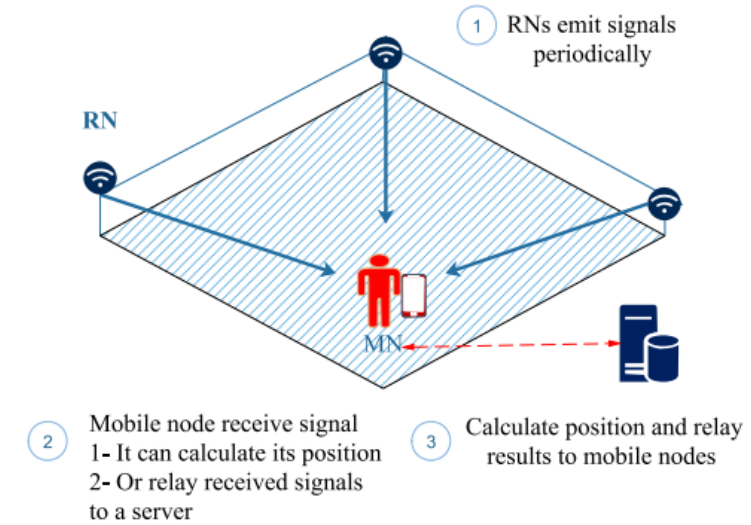 1 RNs emit signals
periodically
RN
MN
2 Mobile node receive signal
1- It can calculate its position
2- Or relay received signals
to a server
3 Calculate position and relay
results to mobile nodes